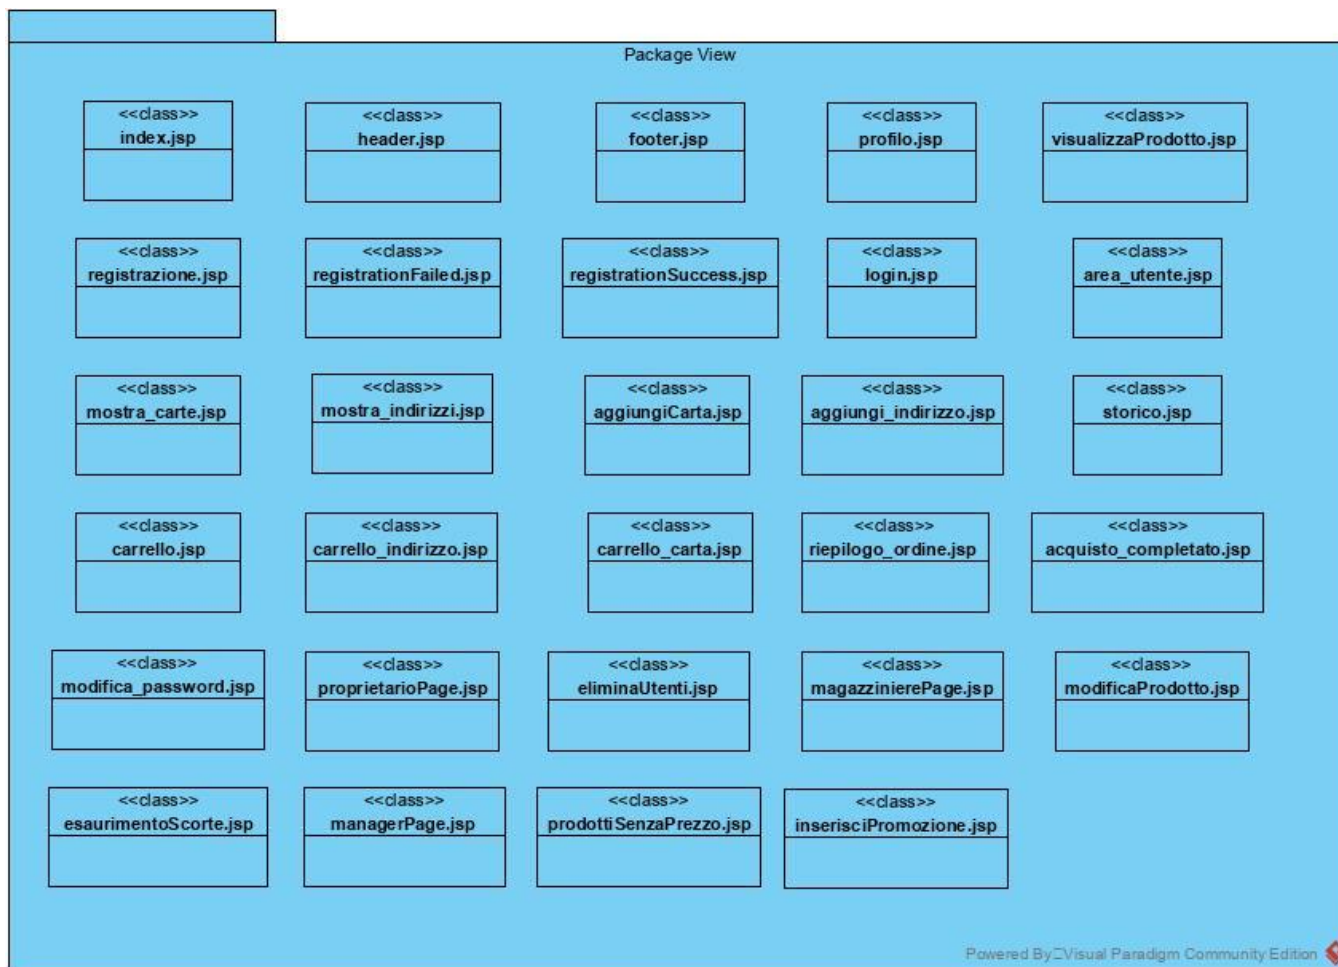 Package View
<<class>>
index.jsp
<<class>>
header.jsp
<<class>>
footer.jsp
<<class>>
profilo.jsp
<<class>>
visualizzaProdotto.jsp
<<class>>
registrazione.jsp
<<class>>
registrationFailed.jsp
<<class>>
registrationSuccess.jsp
<<class>>
login.jsp
<<class>>
area_utente.jsp
<<class>>
mostra_carte.jsp
<<class>>
mostra_indirizzi.jsp
<<class>>
aggiungiCarta.jsp
<<class>>
aggiungi_indirizzo.jsp
<<class>>
storico.jsp
<<class>>
carrello.jsp
<<class>>
carrello_indirizzo.jsp
<<class>>
carrello_carta.jsp
<<class>>
riepilogo_ordine.jsp
<<class>>
acquisto_completato.jsp
<<class>>
modifica_password.jsp
<<class>>
proprietarioPage.jsp
<<class>>
eliminaUtenti.jsp
<<class>>
magazzinierePage.jsp
<<class>>
modificaProdotto.jsp
<<class>>
esaurimentoScorte.jsp
<<class>>
managerPage.jsp
<<class>>
prodottiSenzaPrezzo.jsp
<<class>>
inserisciPromozione.jsp
Powered By□Visual Paradigm Community Edition